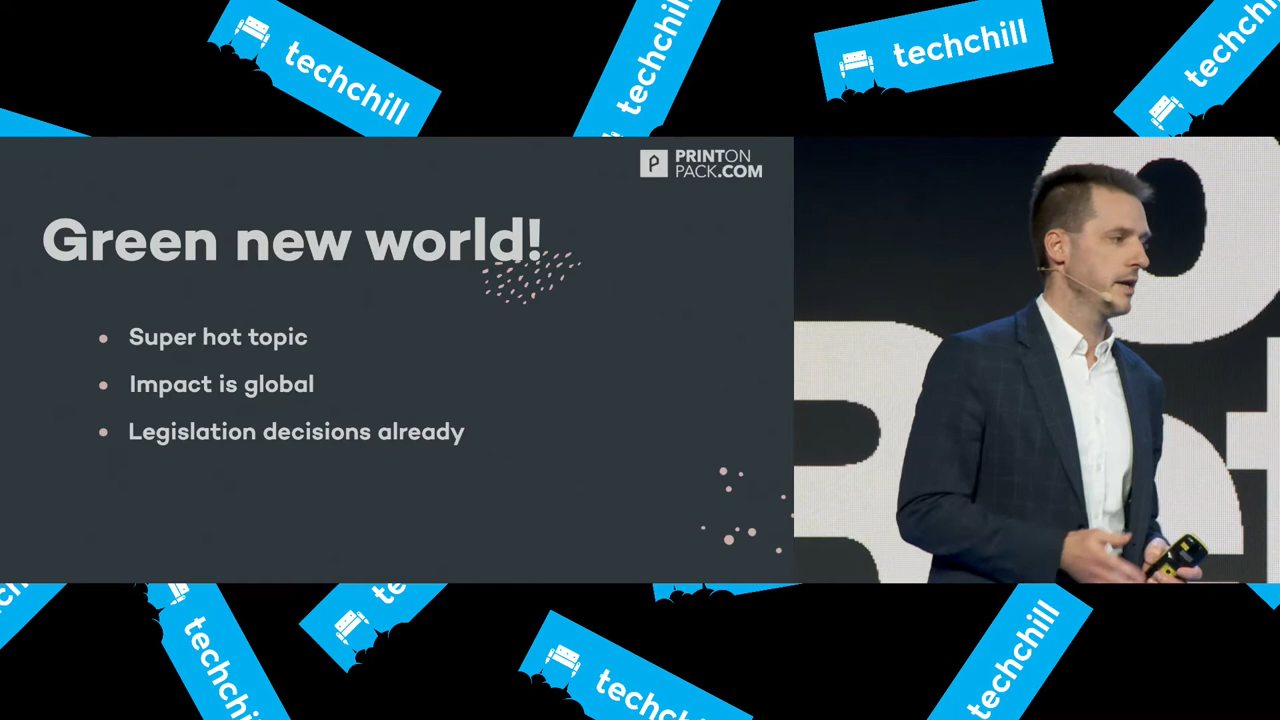 techchill
techchill
techchill
techchill
PRINTON
PACK.COM
Green new world!
Super hot topic
Impact is global
Legislation decisions already
techchill
techchill